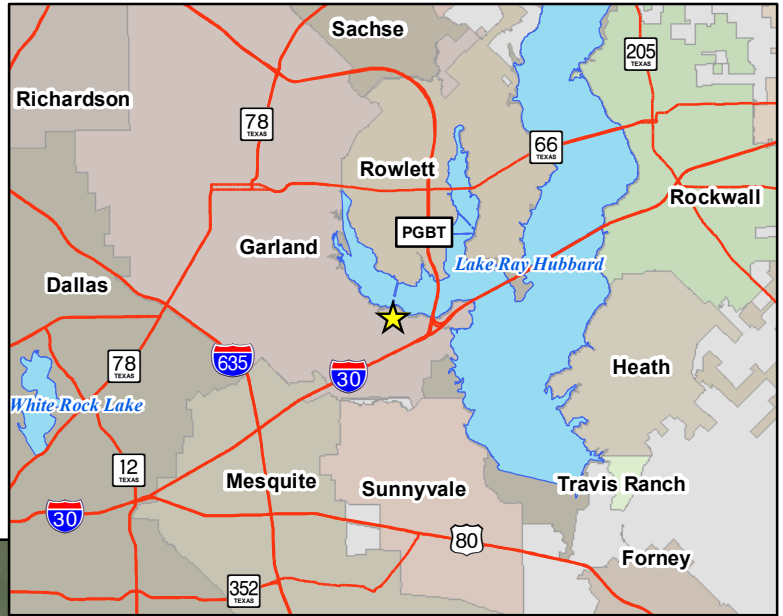 Sachse
205
TEXAS
Richardson
78
TEXAS
66
TEXAS
Rowlett
Rockwall
PGBT
Garland
Lake Ray Hubbard
Dallas
635
78
TEXAS
30
Heath
White Rock Lake
12
TEXAS
Mesquite
Sunnyvale
Travis Ranch
30
80
Forney
352
TEXAS